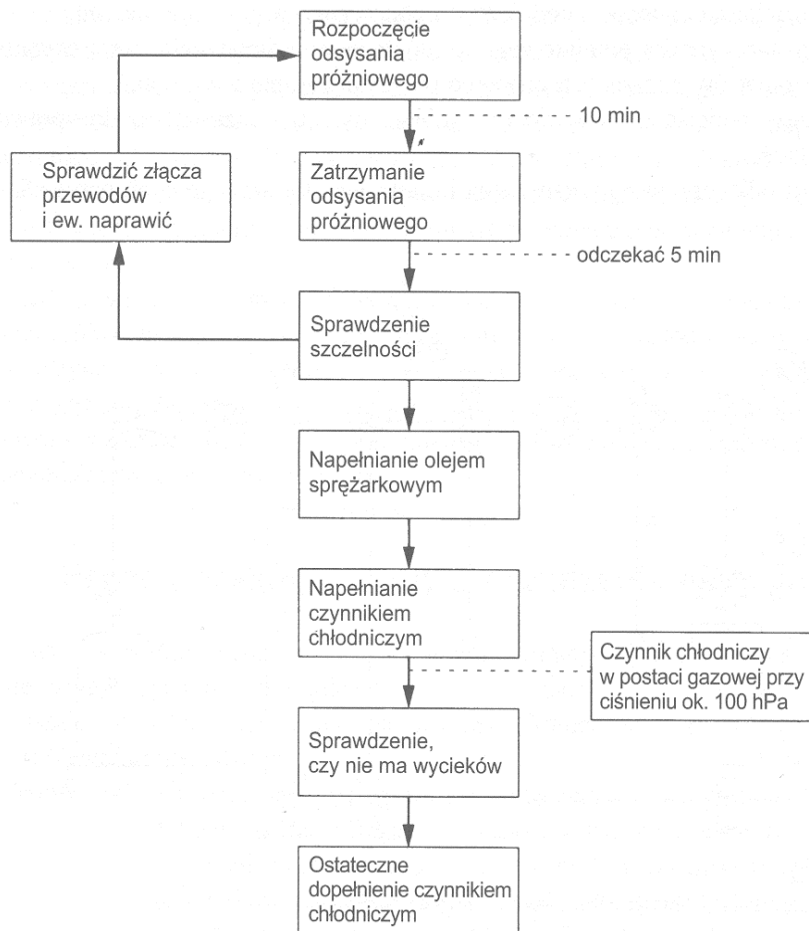 Rozpoczęcie
odsysania
próżniowego
10 min
Sprawdzić złącza
przewodów
i ew. naprawić
Zatrzymanie
odsysania
próżniowego
odczekać 5 min
Sprawdzenie
szczelności
Napełnianie olejem
sprężarkowym
Napełnianie
czynnikiem
chłodniczym
Czynnik chłodniczy
w postaci gazowej przy
ciśnieniu ok. 100 hPa
Sprawdzenie,
czy nie ma wycieków
Ostateczne
dopełnienie czynnikiem
chłodniczym